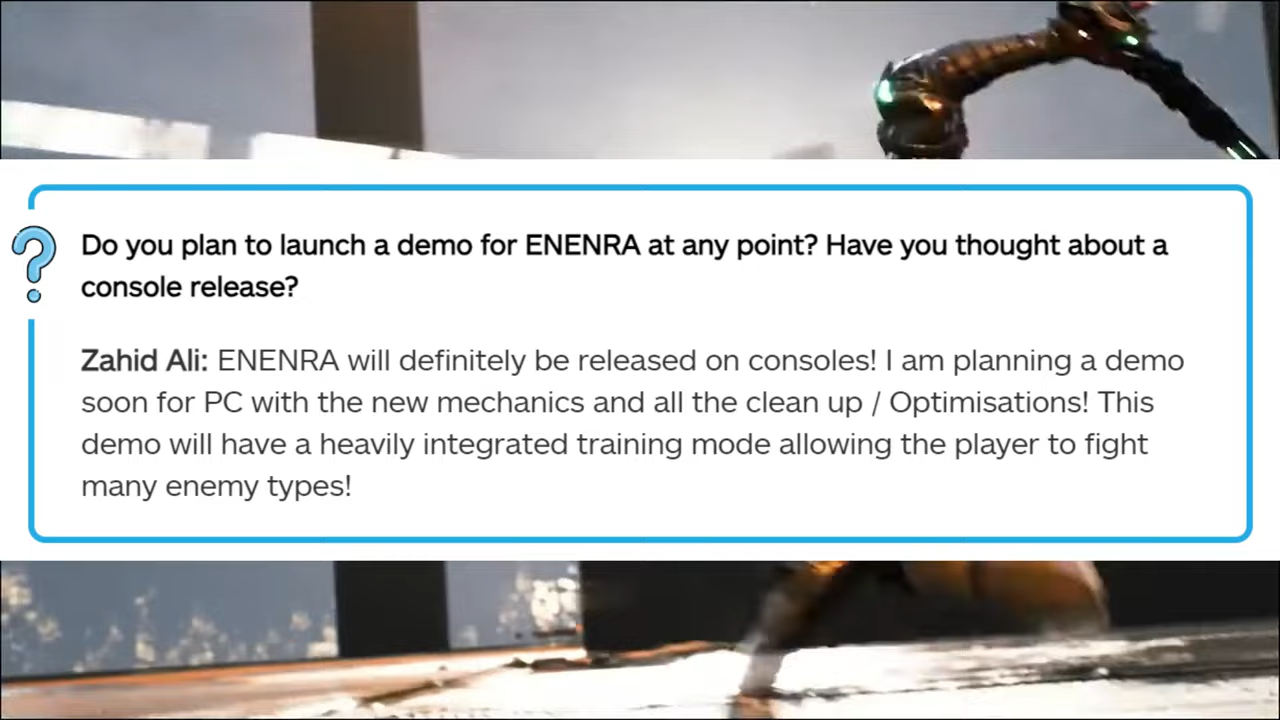 Do you plan to launch a demo for ENENRA at any point? Have you thought about a
console release?
Zahid Ali: ENENRA will definitely be released on consoles! I am planning a demo
soon for PC with the new mechanics and all the clean up / Optimisations! This
demo will have a heavily integrated training mode allowing the player to fight
many enemy types!